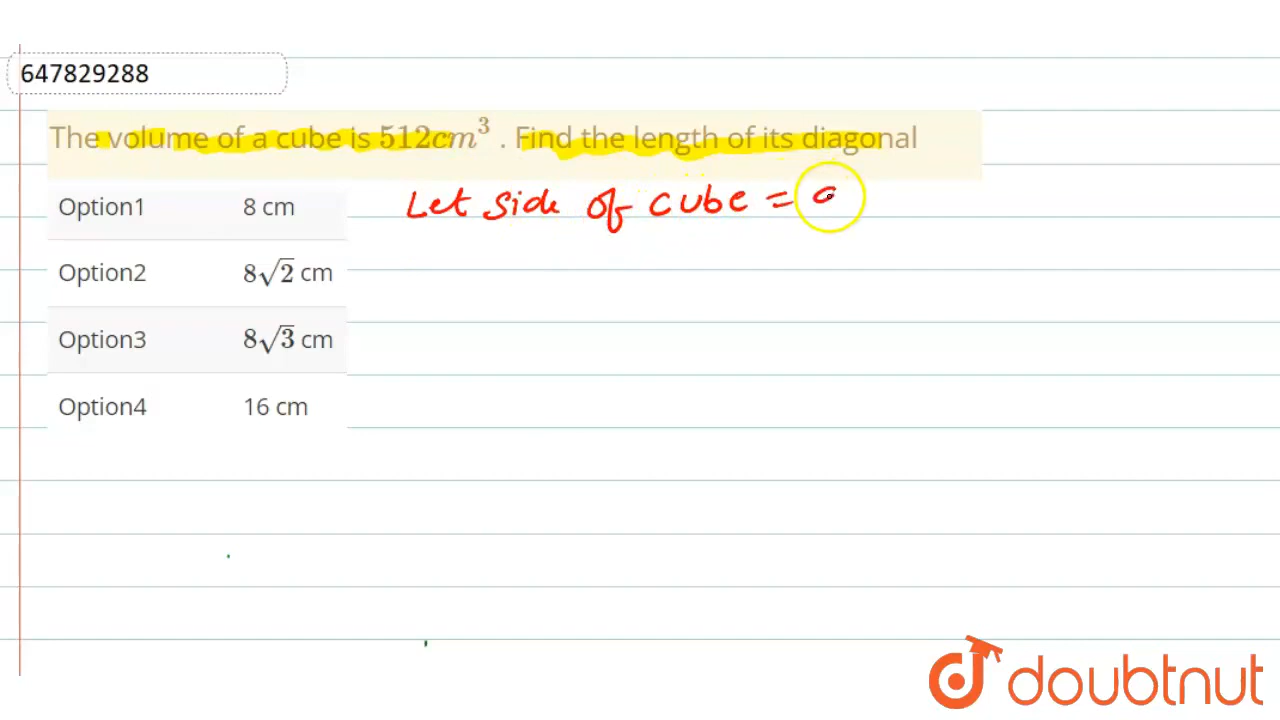 647829288
The volume of a cube is 512cm³ . Find the length of its diagonal
Let side of cube = a
Option1 8 cm
Option2 8√2 cm
Option3 8√3 cm
Option4 16 cm
doubtnut